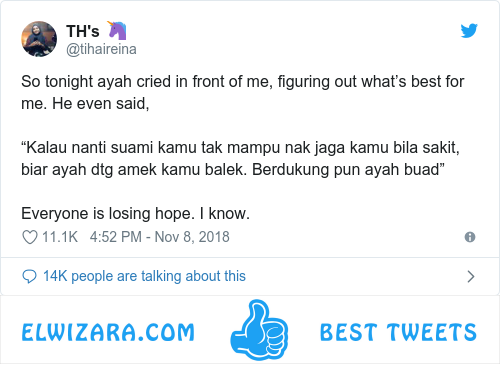 TH's 🦄
@tihaireina
So tonight ayah cried in front of me, figuring out what’s best for
me. He even said,
“Kalau nanti suami kamu tak mampu nak jaga kamu bila sakit,
biar ayah dtg amek kamu balek. Berdukung pun ayah buad”
Everyone is losing hope. I know.
11.1K 4:52 PM - Nov 8, 2018
14K people are talking about this
ELWIZARA.COM BEST TWEETS